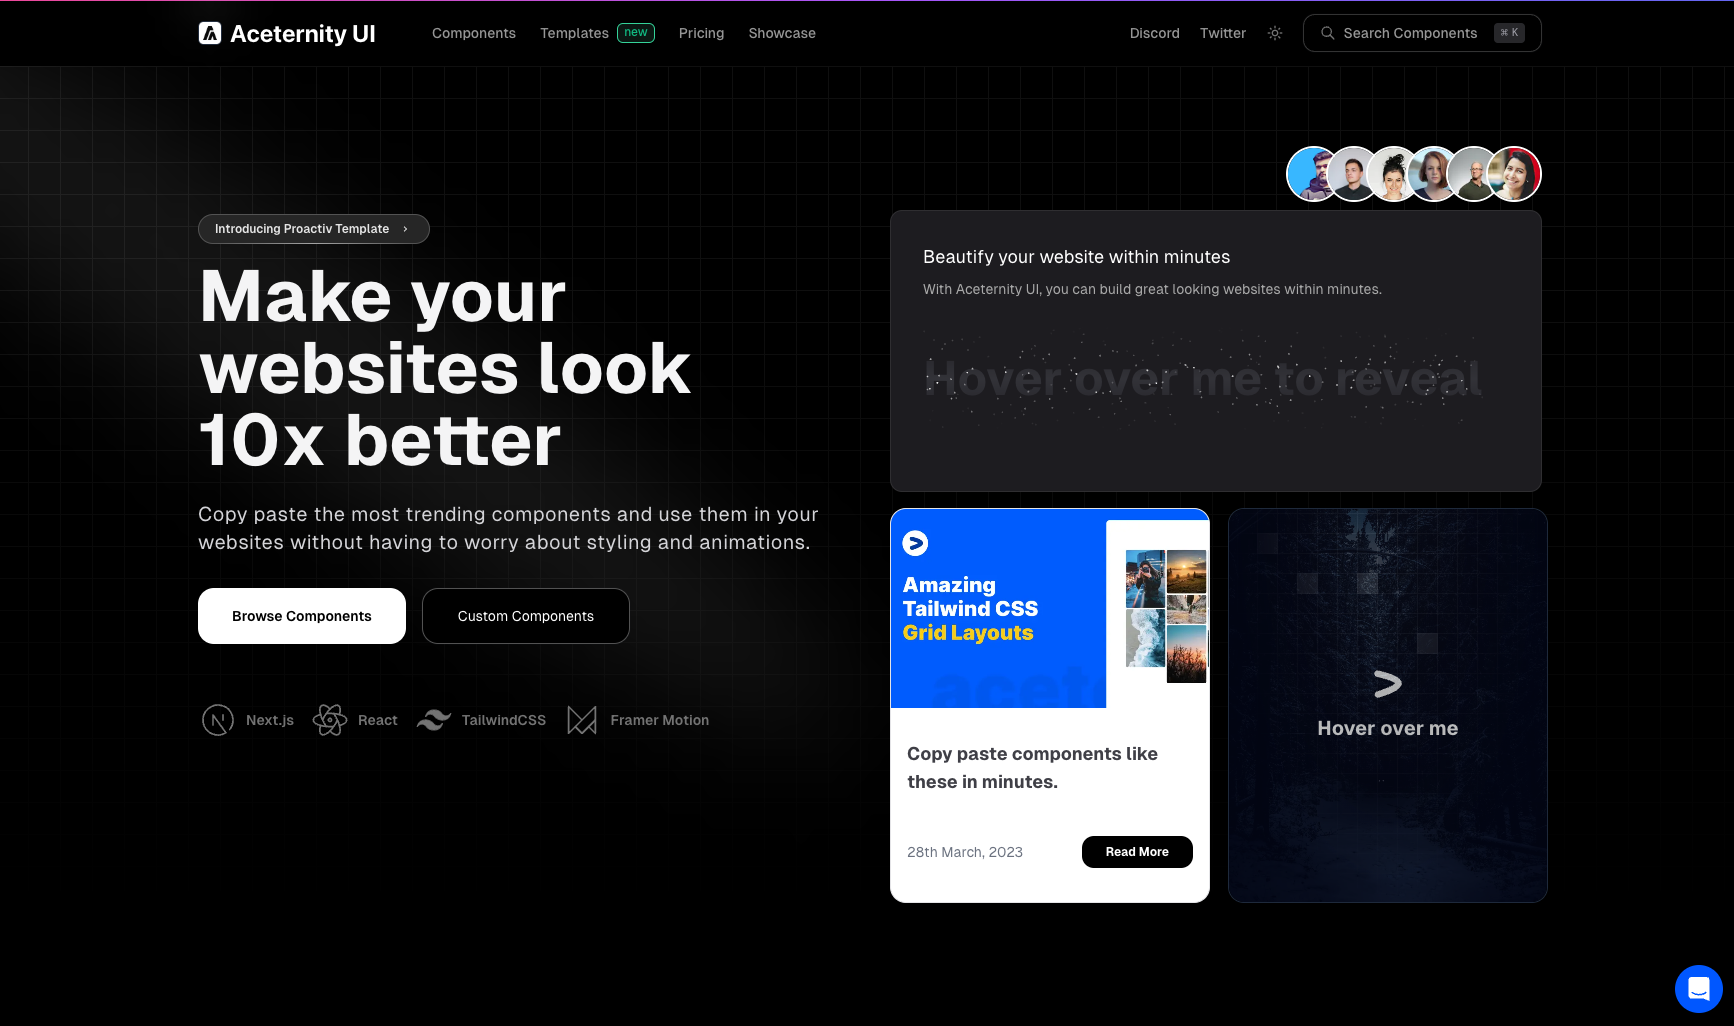 Aceternity UI
Components
Templates
new
Pricing
Showcase
Discord
Twitter
Search Components
⌘ K
Introducing Proactiv Template
Make your
websites look
10x better
Copy paste the most trending components and use them in your
websites without having to worry about styling and animations.
Browse Components
Custom Components
Next.js
React
TailwindCSS
Framer Motion
Beautify your website within minutes
With Aceternity UI, you can build great looking websites within minutes.
Hover over me to reveal
Amazing
Tailwind CSS
Grid Layouts
acete
Copy paste components like
these in minutes.
28th March, 2023
Read More
Hover over me